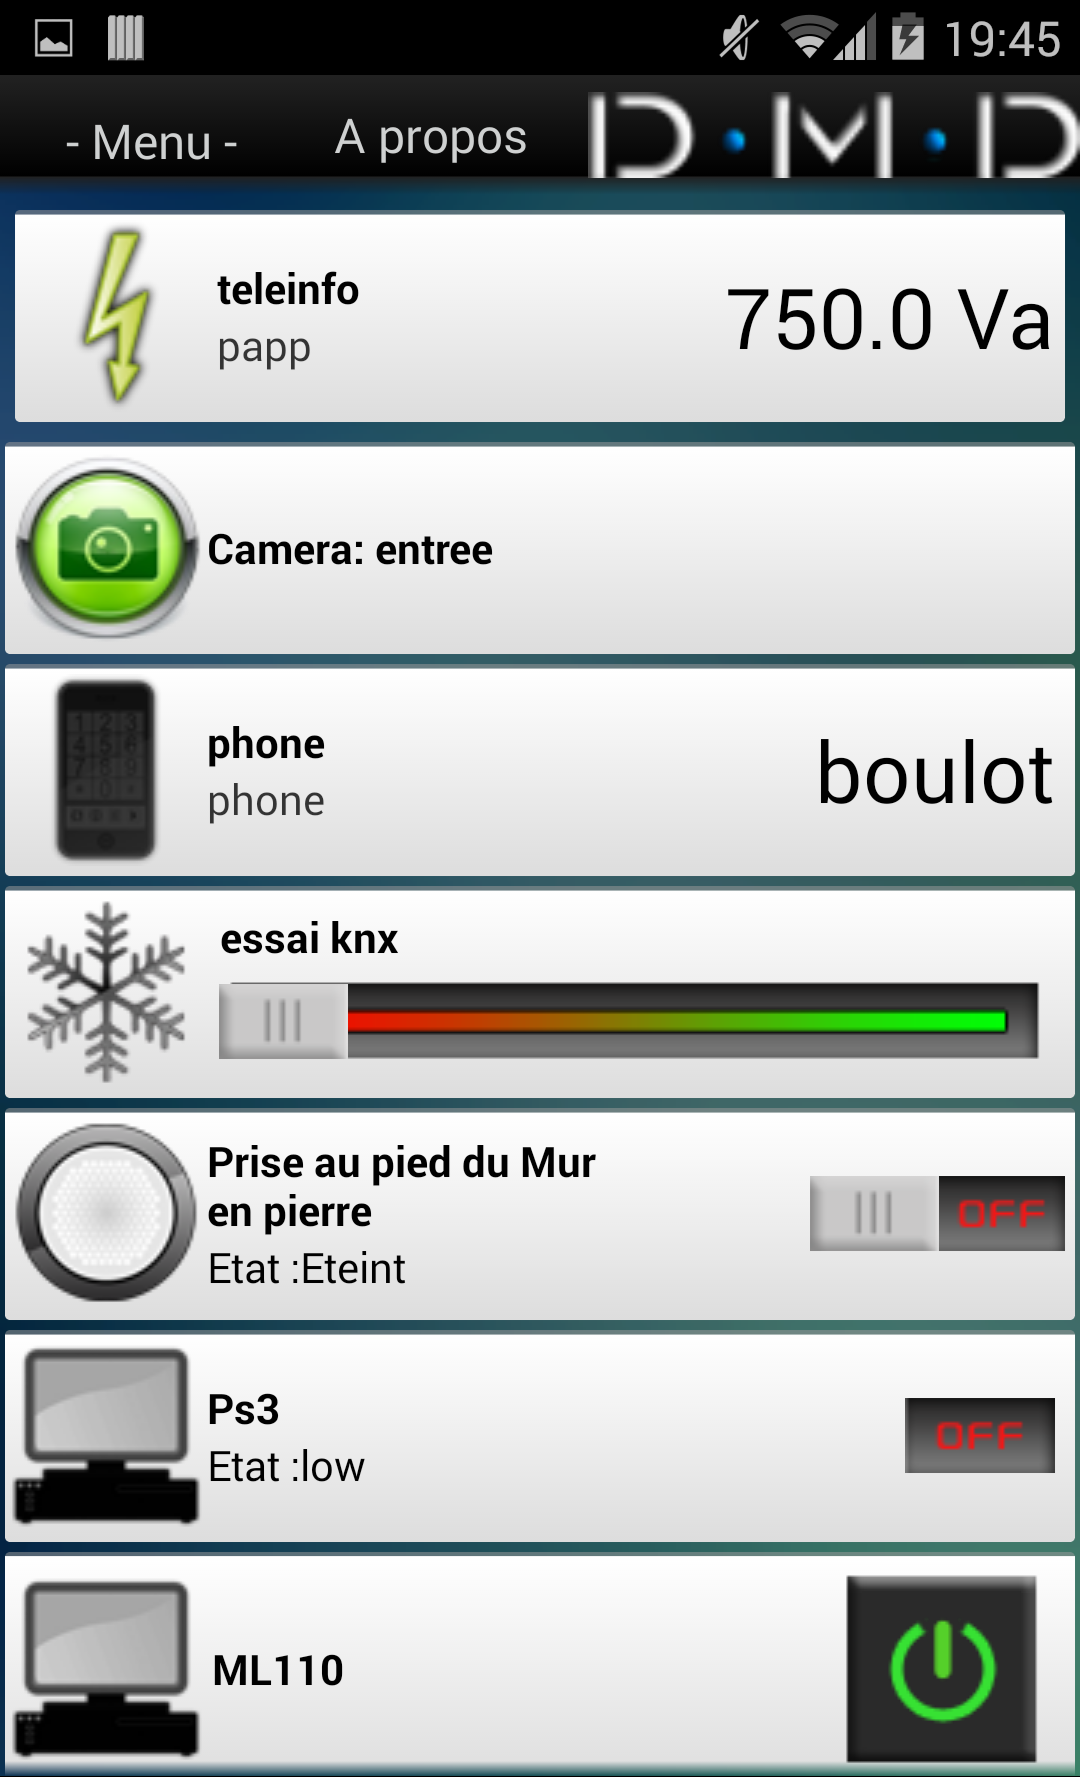 19:45
- Menu -
A propos
D·M·D
teleinfo
papp
750.0 Va
Camera: entree
phone
phone
boulot
essai knx
Prise au pied du Mur
en pierre
Etat :Eteint
OFF
Ps3
Etat :low
OFF
ML110